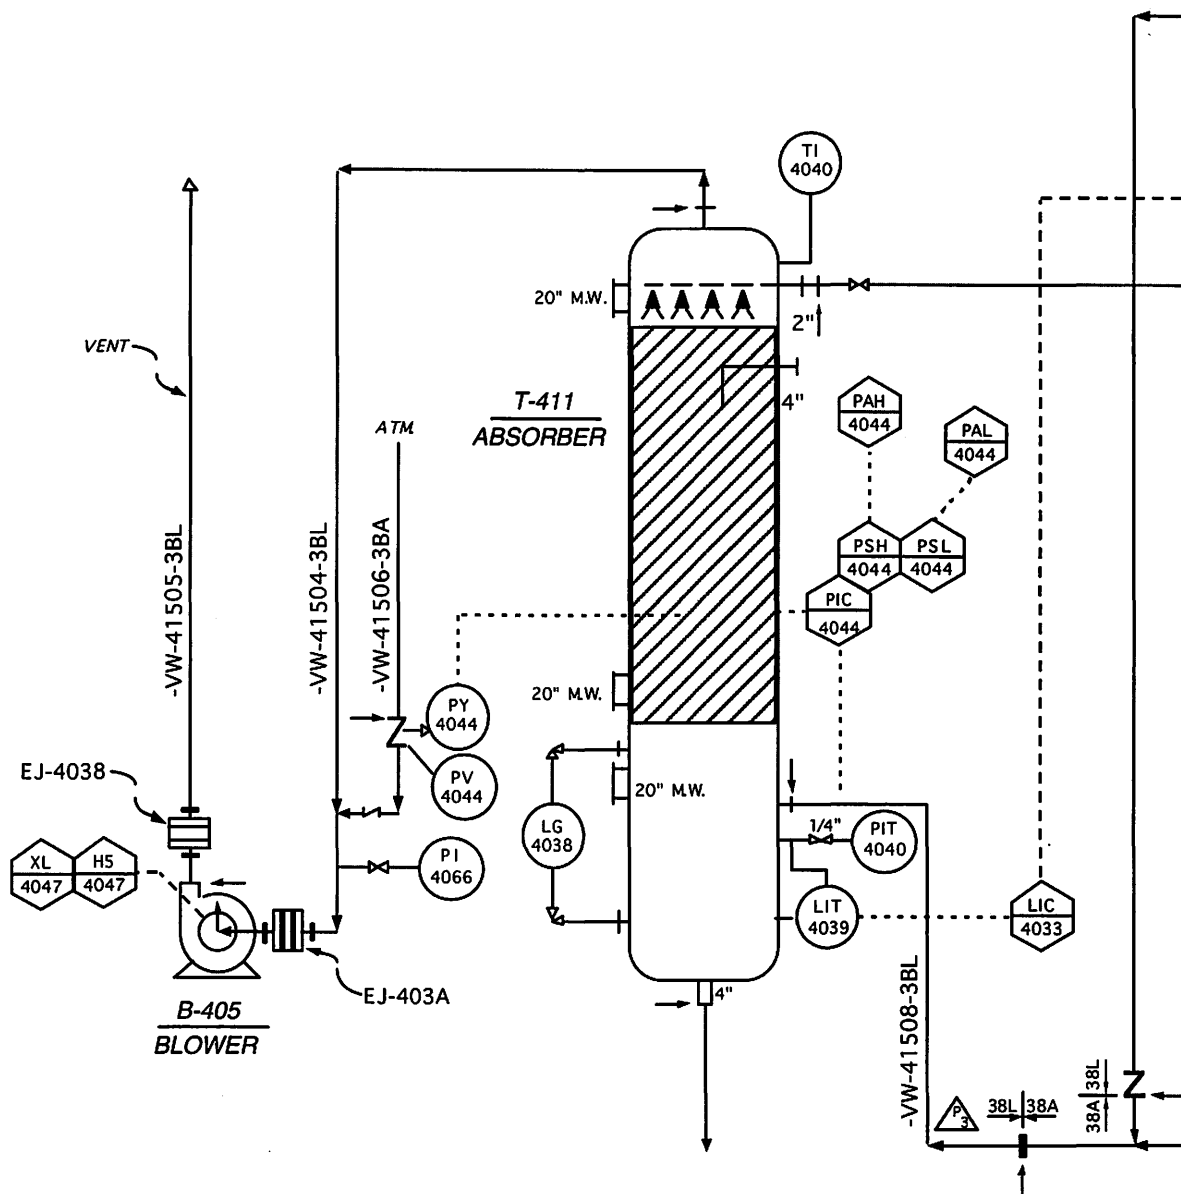 TI
4040
20" M.W.
2"
VENT
T-411
ABSORBER
4"
PAH
4044
PAL
4044
ATM.
-VW-41505-3BL
-VW-41504-3BL
-VW-41506-3BA
PSH
4044
PSL
4044
PIC
4044
20" M.W.
PY
4044
EJ-4038
PV
4044
20" M.W.
LG
4038
1/4"
PIT
4040
XL
4047
H5
4047
PI
4066
LIT
4039
LIC
4033
EJ-403A
4"
B-405
BLOWER
-VW-41508-3BL
P
3
38L 38A
38A 38L